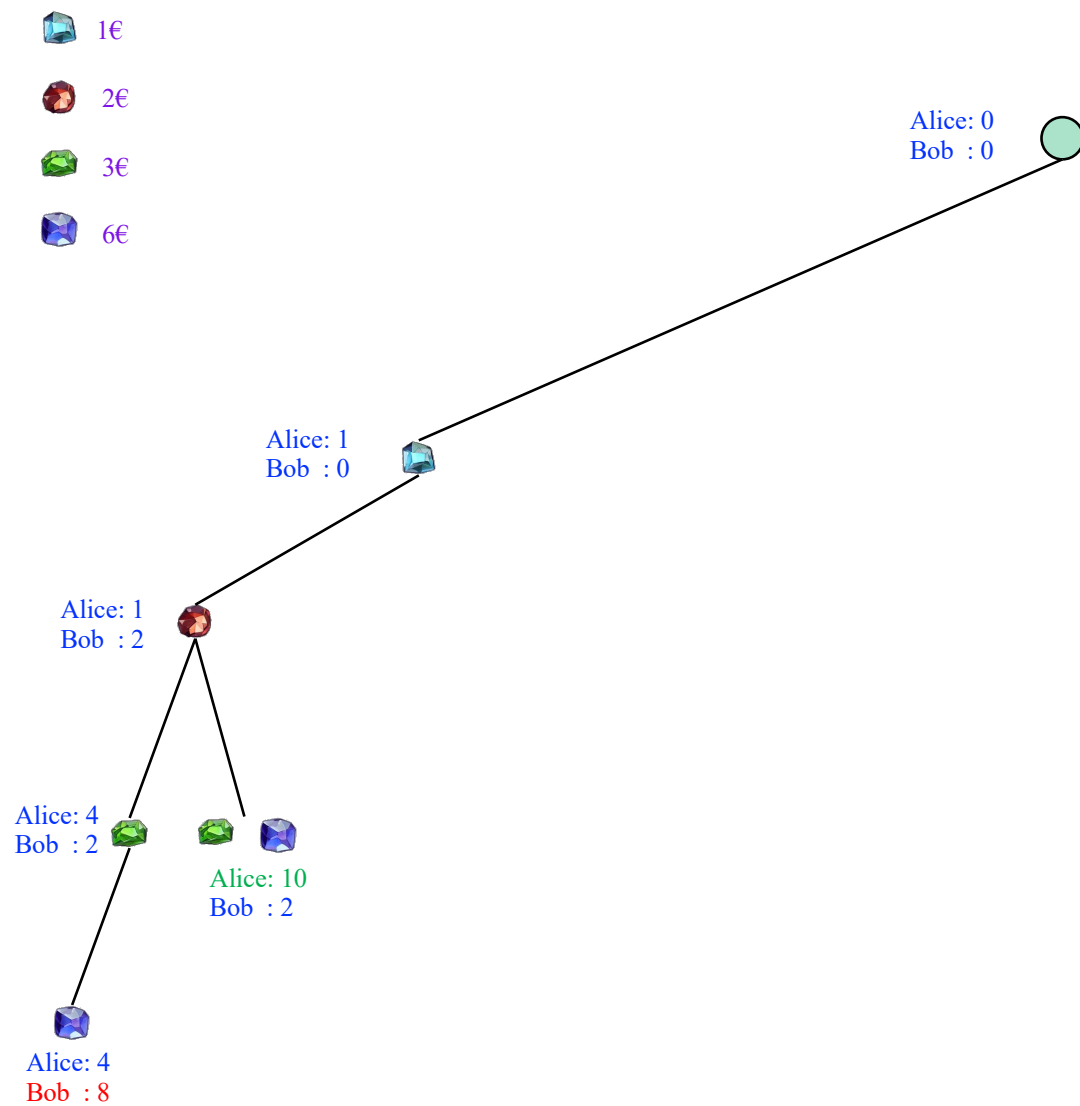 1€
2€
3€
6€
Alice: 0
Bob : 0
Alice: 1
Bob : 0
Alice: 1
Bob : 2
Alice: 4
Bob : 2
Alice: 10
Bob : 2
Alice: 4
Bob : 8